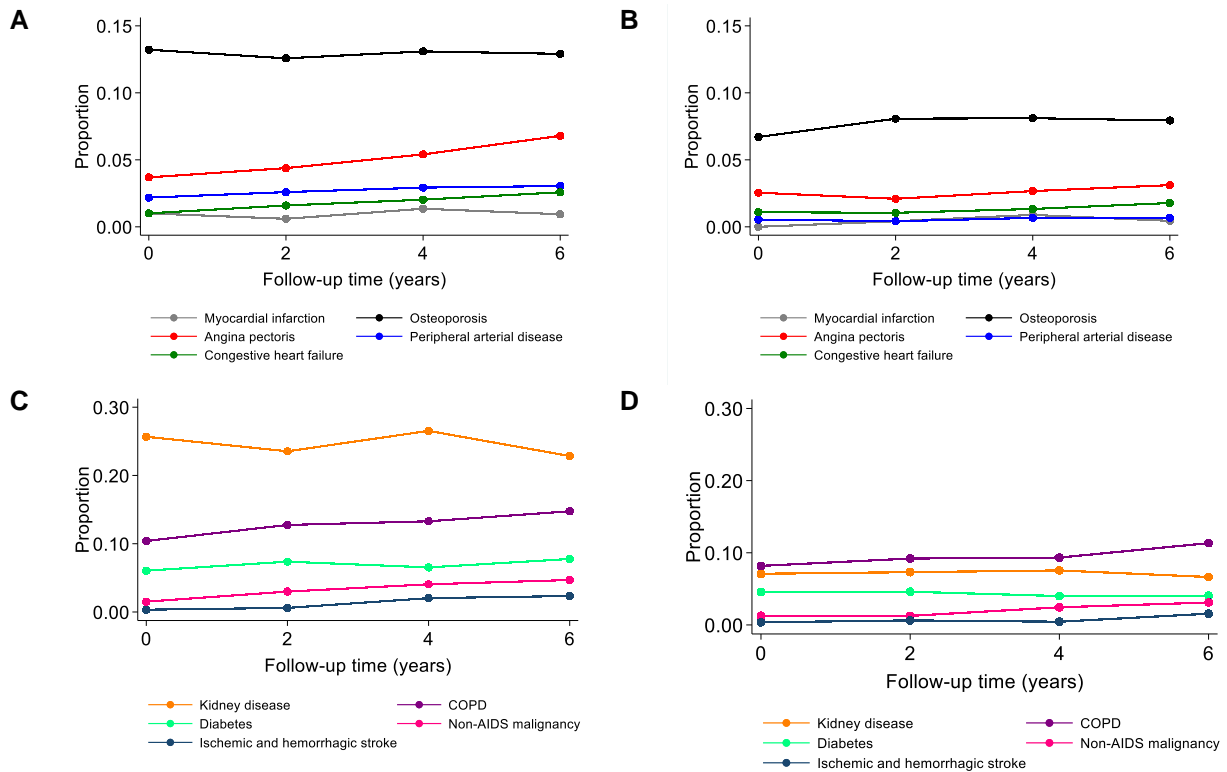 A
0.15
0.10
0.05
0.00
Proportion
0 2 4 6
Follow-up time (years)
Myocardial infarction Osteoporosis
Angina pectoris Peripheral arterial disease
Congestive heart failure
B
0.15
0.10
0.05
0.00
Proportion
0 2 4 6
Follow-up time (years)
Myocardial infarction Osteoporosis
Angina pectoris Peripheral arterial disease
Congestive heart failure
C
0.30
0.20
0.10
0.00
Proportion
0 2 4 6
Follow-up time (years)
Kidney disease COPD
Diabetes Non-AIDS malignancy
Ischemic and hemorrhagic stroke
D
0.30
0.20
0.10
0.00
Proportion
0 2 4 6
Follow-up time (years)
Kidney disease COPD
Diabetes Non-AIDS malignancy
Ischemic and hemorrhagic stroke